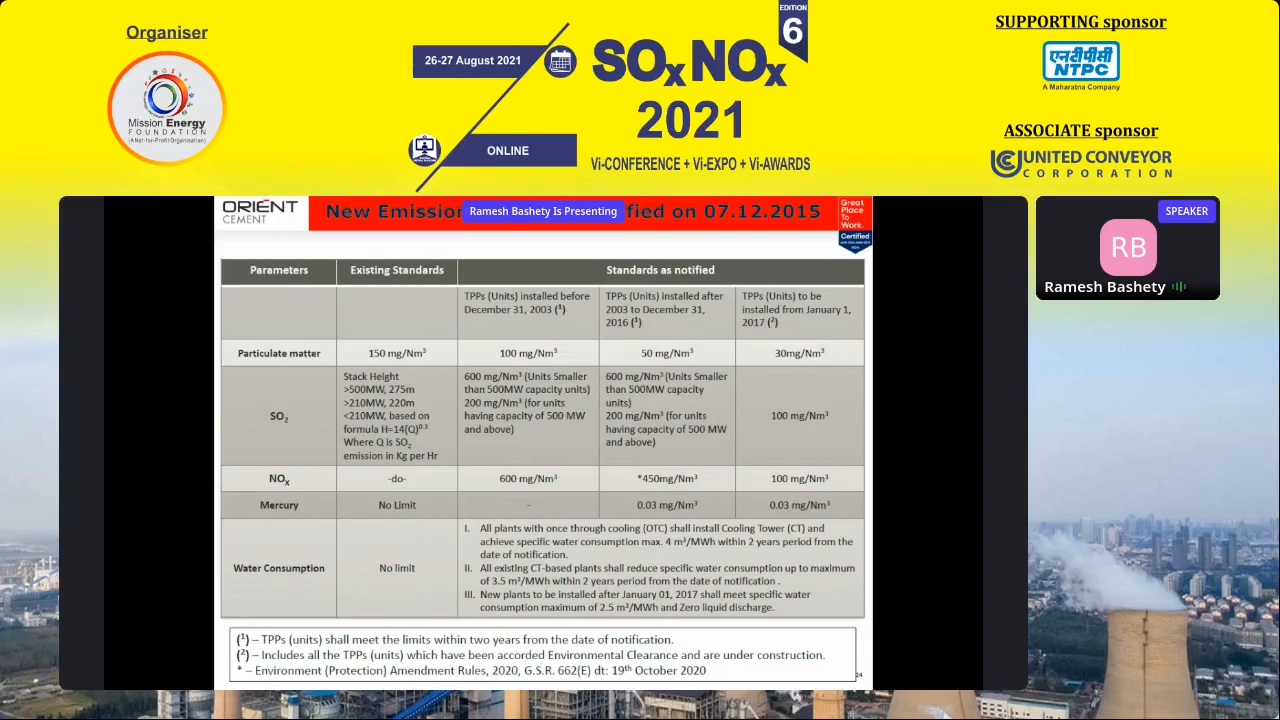 Organiser
Mission Energy
FOUNDATION
(A Not-for-Profit Organisation)
26-27 August 2021
ONLINE
EDITION
6
SOxNOx
2021
Vi-CONFERENCE + Vi-EXPO + Vi-AWARDS
SUPPORTING sponsor
एनटीपीसी
NTPC
A Maharatna Company
ASSOCIATE sponsor
UNITED CONVEYOR
CORPORATION
ORIENT
CEMENT
New Emission
Ramesh Bashety Is Presenting
fied on 07.12.2015
Great
Place
To
Work.
Certified
SPEAKER
RB
Ramesh Bashety
Parameters Existing Standards Standards as notified
TPPs (Units) installed before
December 31, 2003 (¹)
TPPs (Units) installed after
2003 to December 31,
2016 (¹)
TPPs (Units) to be
installed from January 1,
2017 (²)
Particulate matter 150 mg/Nm³ 100 mg/Nm³ 50 mg/Nm³ 30mg/Nm³
SO₂
Stack Height
>500MW, 275m
>210MW, 220m
<210MW, based on
formula H=14(Q)⁰·³
Where Q is SO₂
emission in Kg per Hr
600 mg/Nm³ (Units Smaller
than 500MW capacity units)
200 mg/Nm³ (for units
having capacity of 500 MW
and above)
600 mg/Nm³ (Units Smaller
than 500MW capacity
units)
200 mg/Nm³ (for units
having capacity of 500 MW
and above)
100 mg/Nm³
NOx -do- 600 mg/Nm³ *450mg/Nm³ 100 mg/Nm³
Mercury No Limit - 0.03 mg/Nm³ 0.03 mg/Nm³
Water Consumption No limit
I. All plants with once through cooling (OTC) shall install Cooling Tower (CT) and
achieve specific water consumption max. 4 m³/MWh within 2 years period from the
date of notification.
II. All existing CT-based plants shall reduce specific water consumption up to maximum
of 3.5 m³/MWh within 2 years period from the date of notification .
III. New plants to be installed after January 01, 2017 shall meet specific water
consumption maximum of 2.5 m³/MWh and Zero liquid discharge.
(¹) – TPPs (units) shall meet the limits within two years from the date of notification.
(²) – Includes all the TPPs (units) which have been accorded Environmental Clearance and are under construction.
* – Environment (Protection) Amendment Rules, 2020, G.S.R. 662(E) dt: 19th October 2020
24